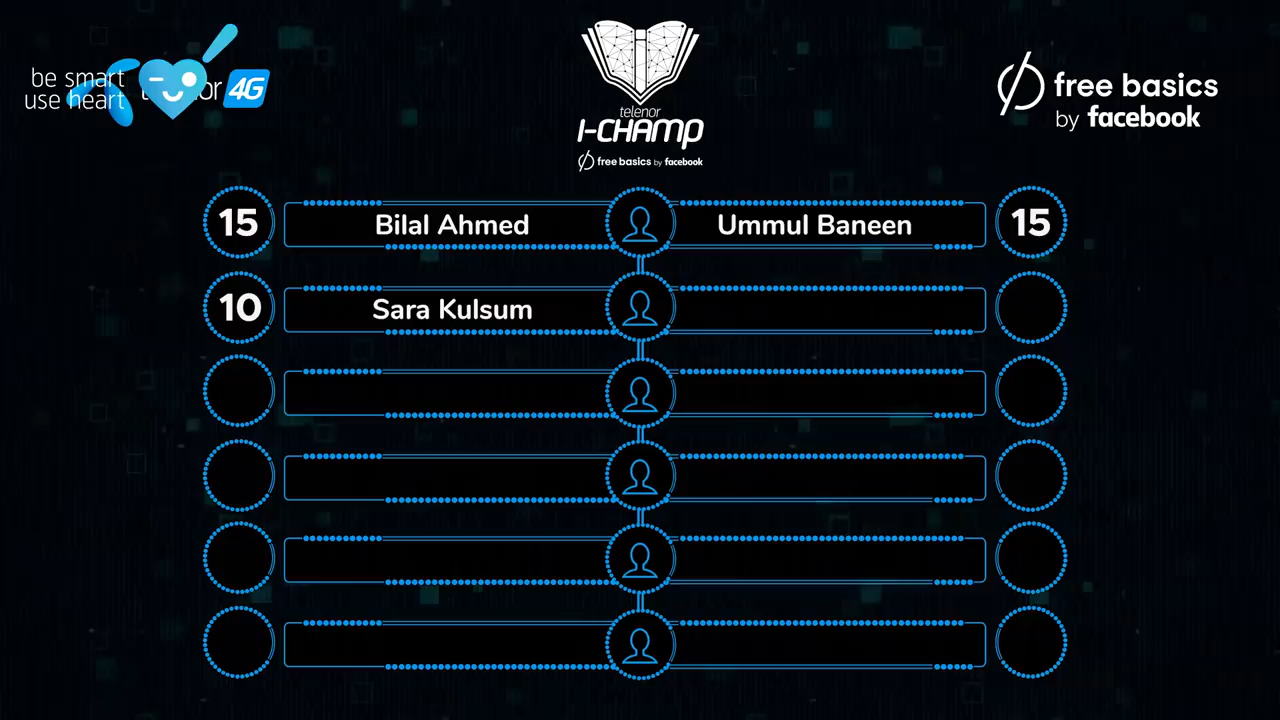 be smart
use heart
4G
telenor
I-CHAMP
free basics by facebook
free basics
by facebook
15 Bilal Ahmed Ummul Baneen 15
10 Sara Kulsum